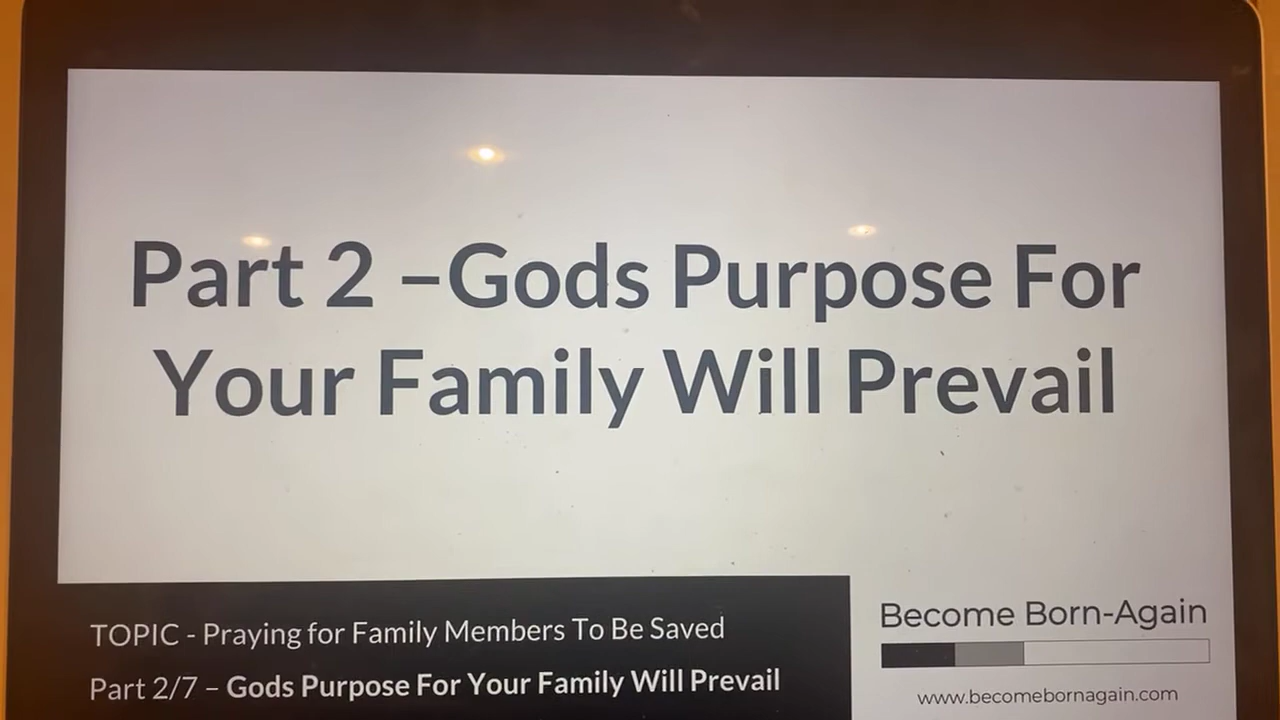 Part 2 –Gods Purpose For
Your Family Will Prevail
TOPIC - Praying for Family Members To Be Saved
Part 2/7 – Gods Purpose For Your Family Will Prevail
Become Born-Again
www.becomebornagain.com